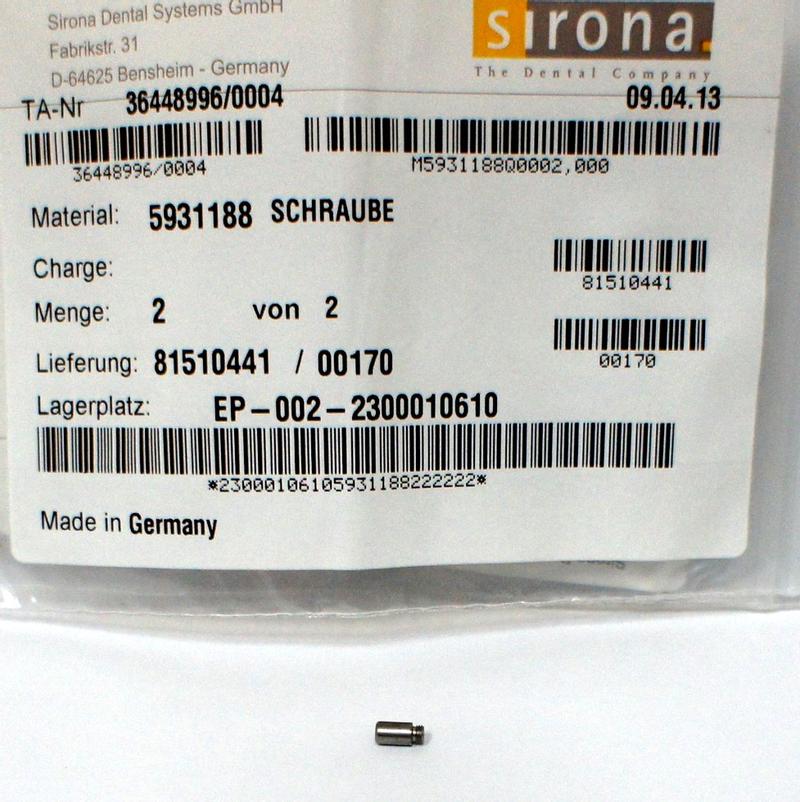 Sirona Dental Systems GmbH
Fabrikstr. 31
D-64625 Bensheim - Germany
sirona.
The Dental Company
TA-Nr 36448996/0004 09.04.13
36448996/0004 M5931188Q0002,000
Material: 5931188 SCHRAUBE
Charge:
81510441
Menge: 2 von 2
Lieferung: 81510441 / 00170
00170
Lagerplatz: EP-002-2300010610
*23000106105931188222222*
Made in Germany